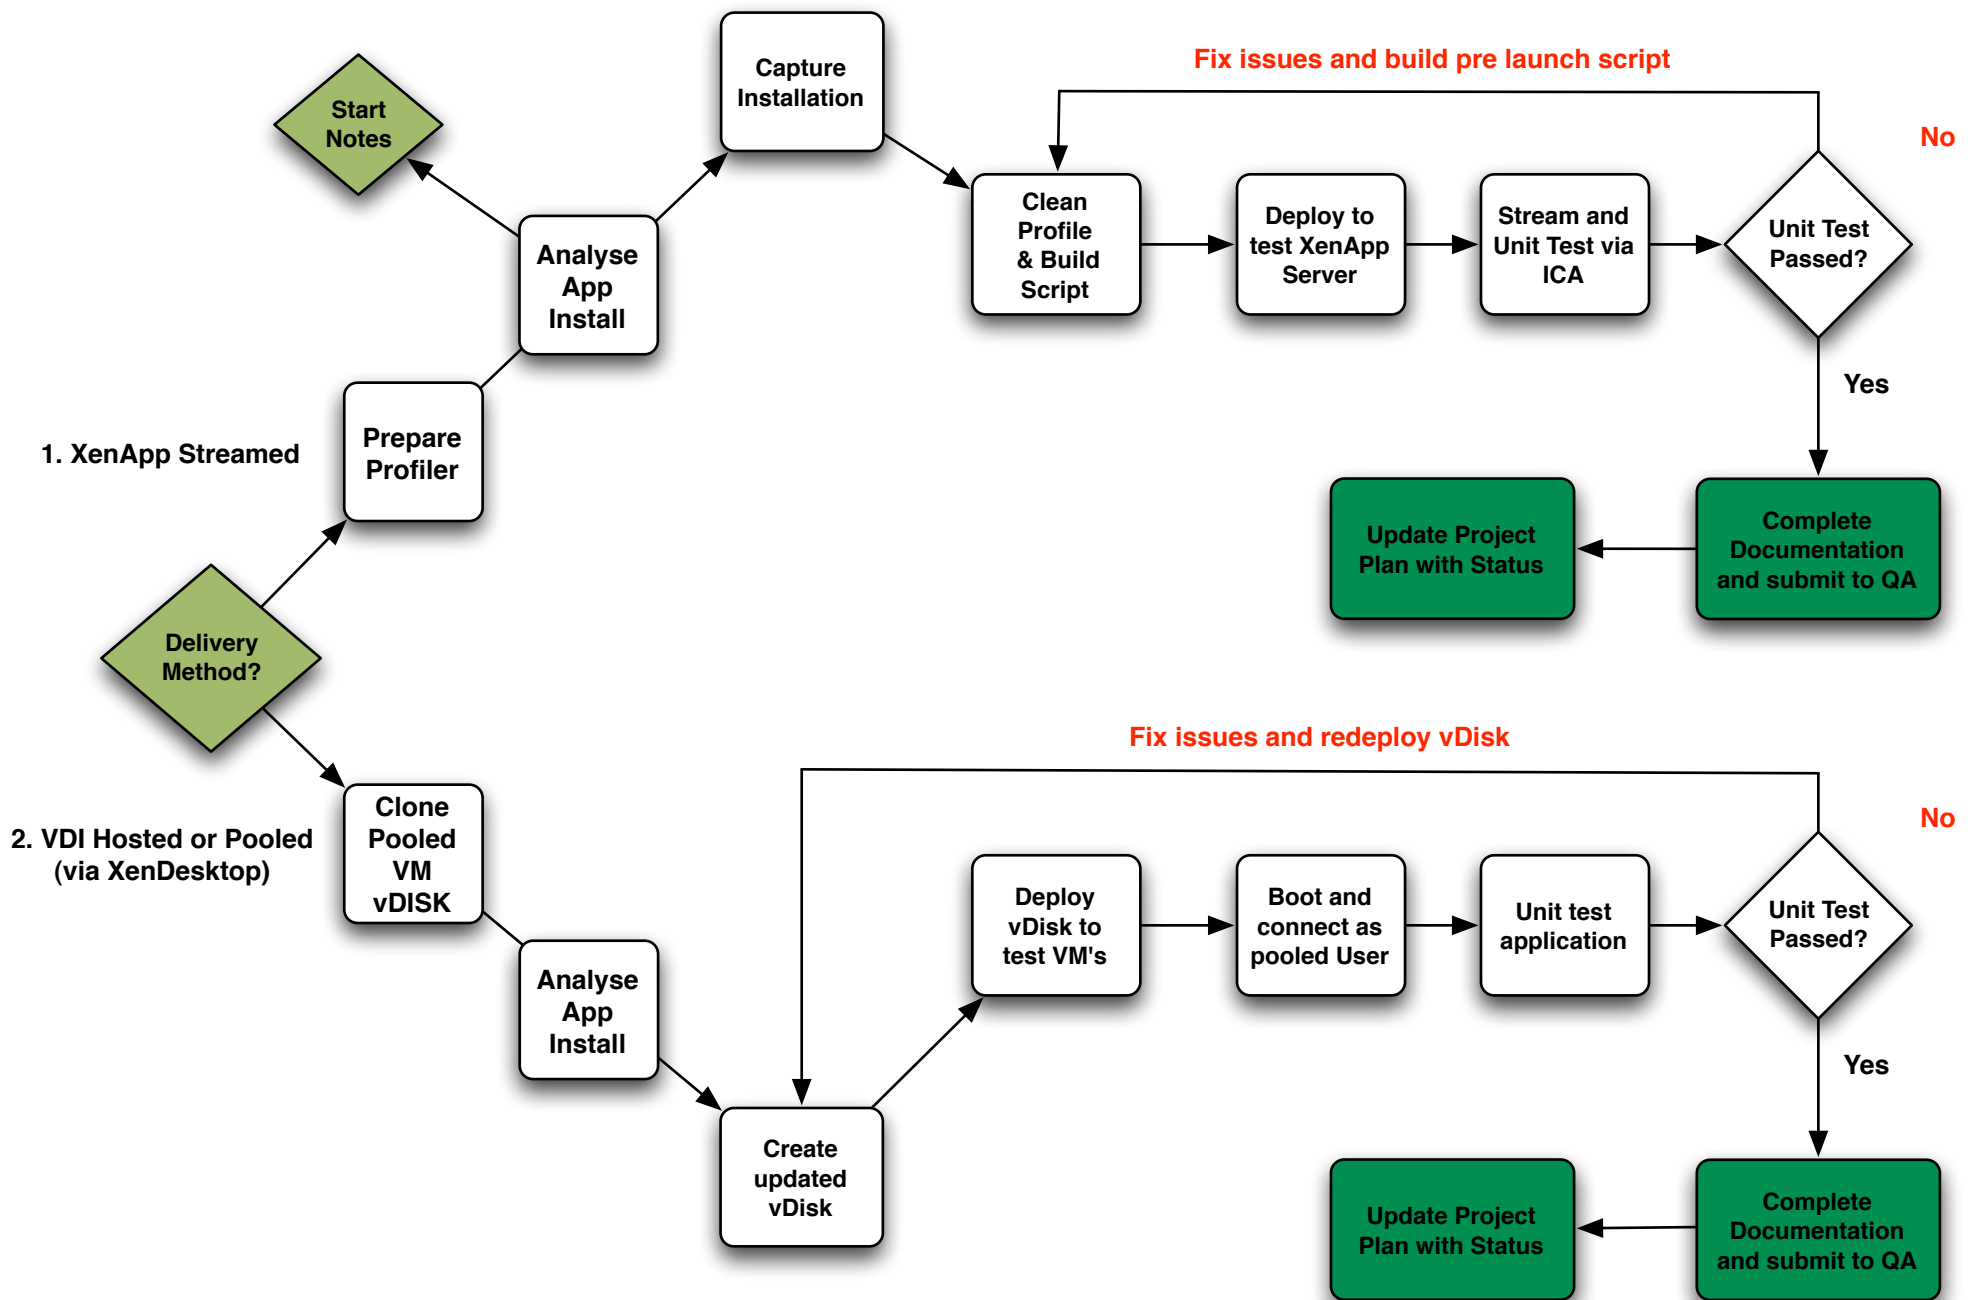 Capture
Installation
Fix issues and build pre launch script
Start
Notes
No
Clean
Profile
& Build
Script
Deploy to
test XenApp
Server
Stream and
Unit Test via
ICA
Unit Test
Passed?
Analyse
App
Install
Yes
1. XenApp Streamed
Prepare
Profiler
Update Project
Plan with Status
Complete
Documentation
and submit to QA
Delivery
Method?
Fix issues and redeploy vDisk
2. VDI Hosted or Pooled
(via XenDesktop)
Clone
Pooled
VM
vDISK
No
Deploy
vDisk to
test VM's
Boot and
connect as
pooled User
Unit test
application
Unit Test
Passed?
Analyse
App
Install
Yes
Create
updated
vDisk
Update Project
Plan with Status
Complete
Documentation
and submit to QA